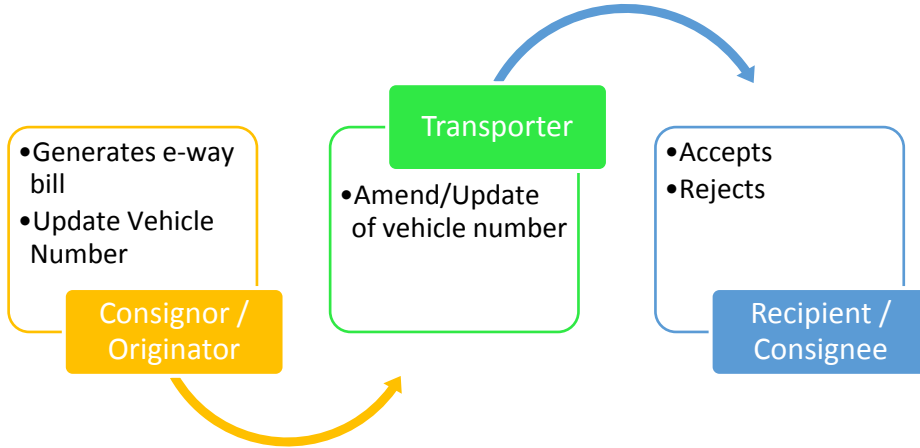 •Generates e-way
bill
•Update Vehicle
Number
Consignor /
Originator
Transporter
•Amend/Update
of vehicle number
•Accepts
•Rejects
Recipient /
Consignee